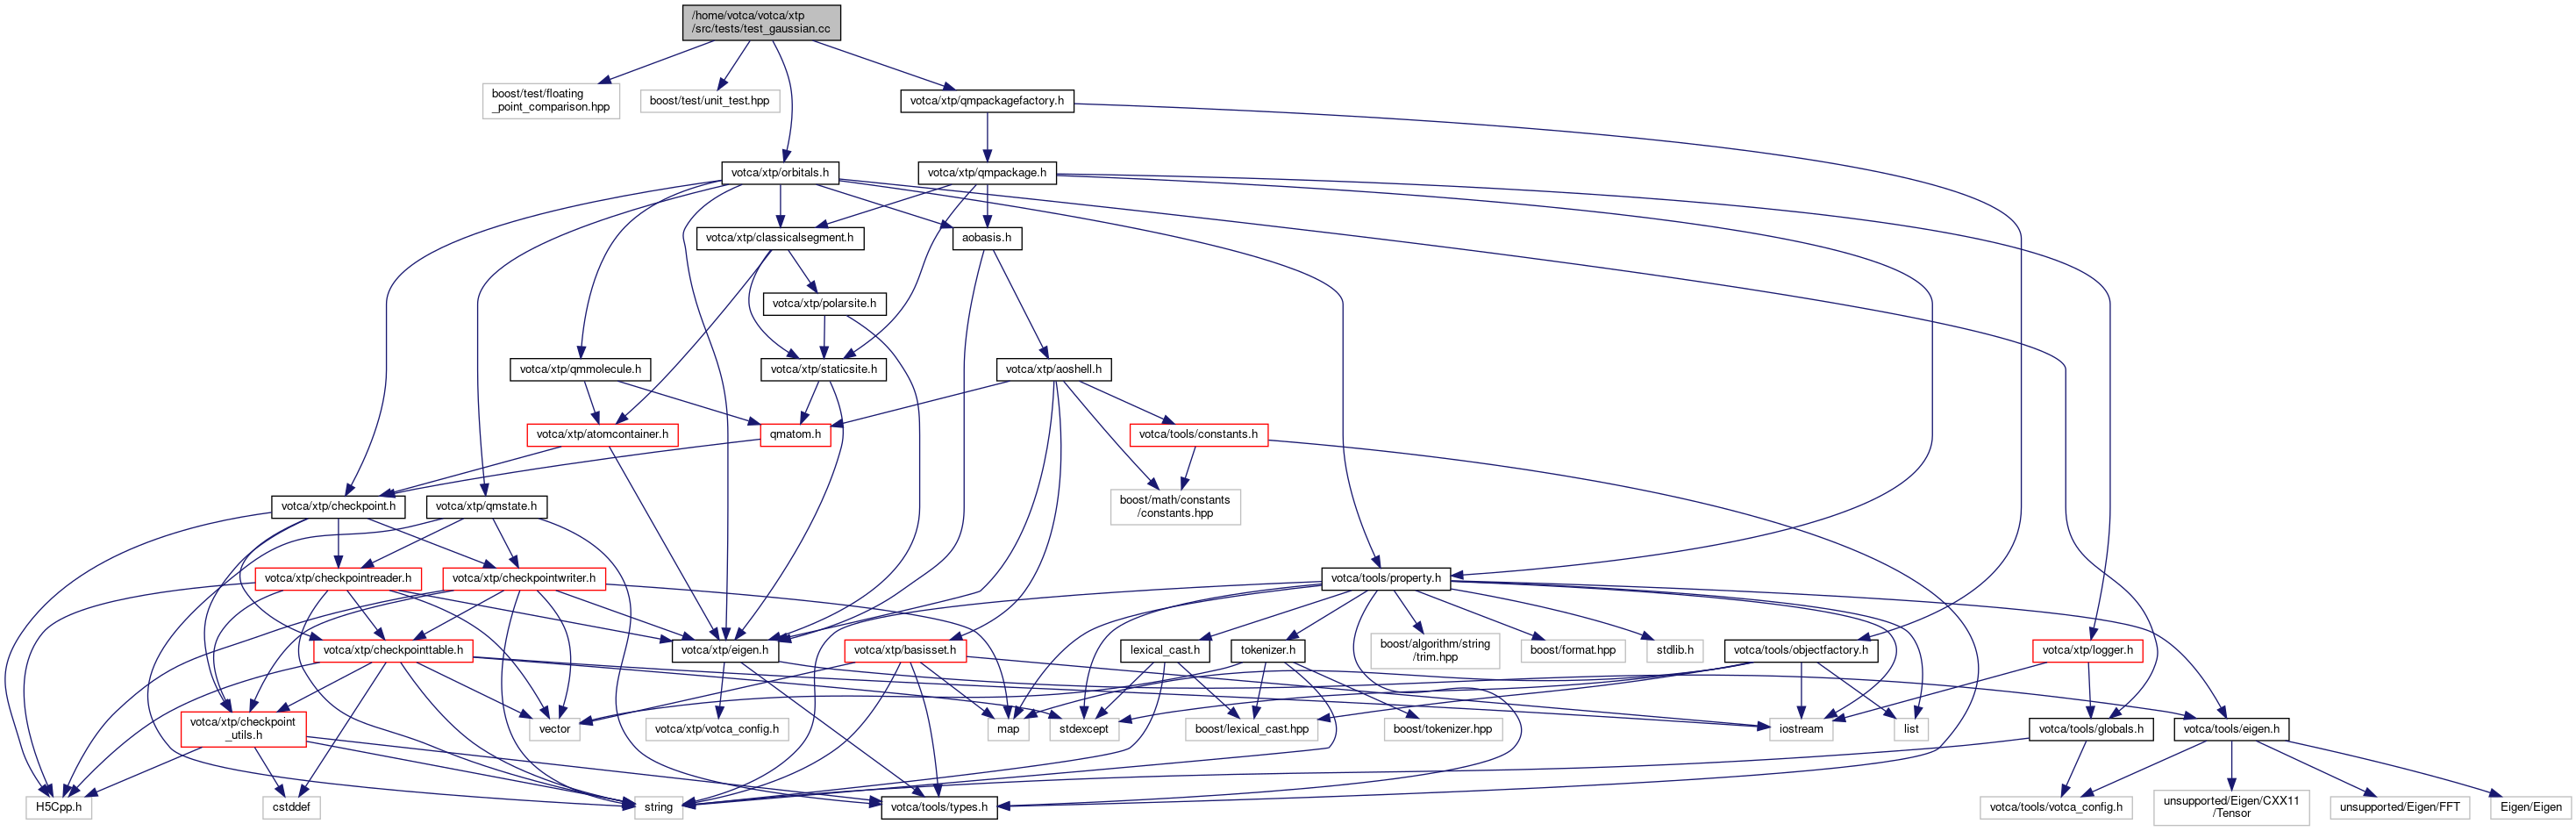 /home/votca/votca/xtp
/src/tests/test_gaussian.cc
boost/test/floating
_point_comparison.hpp
boost/test/unit_test.hpp
votca/xtp/qmpackagefactory.h
votca/xtp/orbitals.h
votca/xtp/qmpackage.h
votca/xtp/classicalsegment.h
aobasis.h
votca/xtp/polarsite.h
votca/xtp/qmmolecule.h
votca/xtp/staticsite.h
votca/xtp/aoshell.h
votca/xtp/atomcontainer.h
qmatom.h
votca/tools/constants.h
votca/xtp/checkpoint.h
votca/xtp/qmstate.h
boost/math/constants
/constants.hpp
votca/xtp/checkpointreader.h
votca/xtp/checkpointwriter.h
votca/tools/property.h
votca/xtp/checkpointtable.h
votca/xtp/eigen.h
votca/xtp/basisset.h
lexical_cast.h
tokenizer.h
boost/algorithm/string
/trim.hpp
boost/format.hpp
stdlib.h
votca/tools/objectfactory.h
votca/xtp/logger.h
votca/xtp/checkpoint
_utils.h
vector
votca/xtp/votca_config.h
map
stdexcept
boost/lexical_cast.hpp
boost/tokenizer.hpp
iostream
list
votca/tools/globals.h
votca/tools/eigen.h
H5Cpp.h
cstddef
string
votca/tools/types.h
votca/tools/votca_config.h
unsupported/Eigen/CXX11
/Tensor
unsupported/Eigen/FFT
Eigen/Eigen